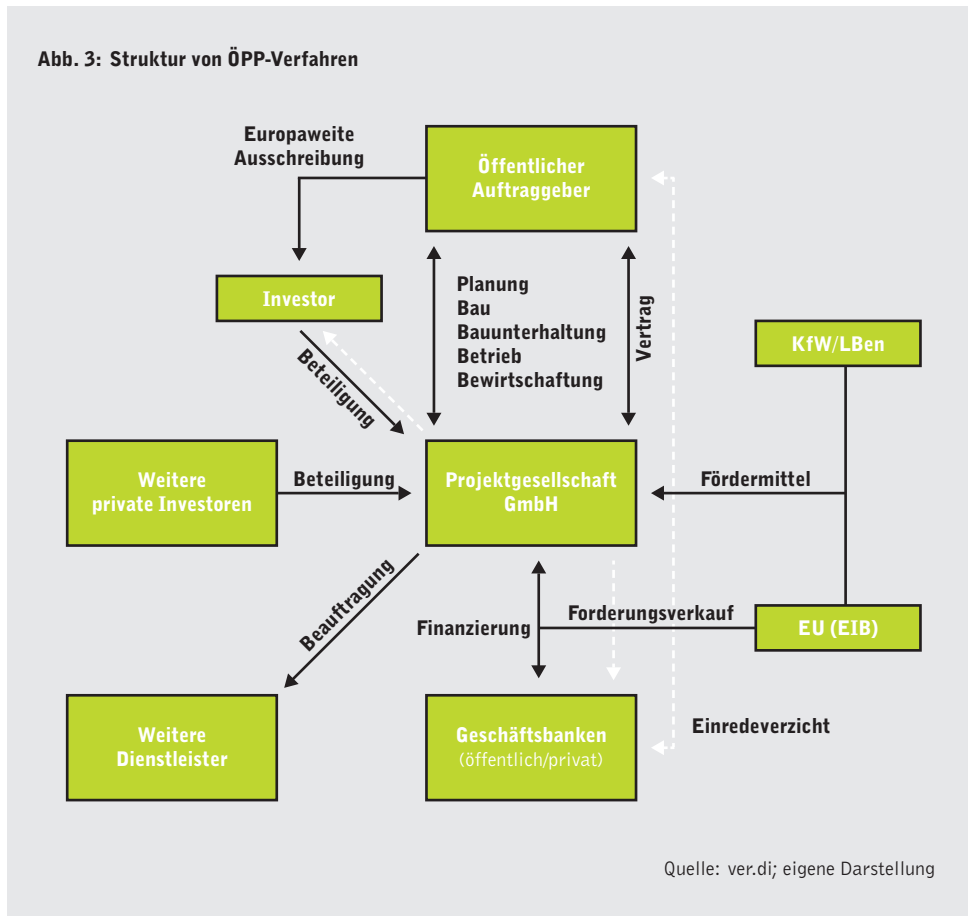 Abb. 3: Struktur von ÖPP-Verfahren
Europaweite
Ausschreibung
Öffentlicher
Auftraggeber
Investor
Planung
Bau
Bauunterhaltung
Betrieb
Bewirtschaftung
Vertrag
KfW/LBen
Beteiligung
Weitere
private Investoren
Beteiligung
Projektgesellschaft
GmbH
Fördermittel
Beauftragung
Finanzierung
Forderungsverkauf
EU (EIB)
Weitere
Dienstleister
Geschäftsbanken
(öffentlich/privat)
Einredeverzicht
Quelle: ver.di; eigene Darstellung